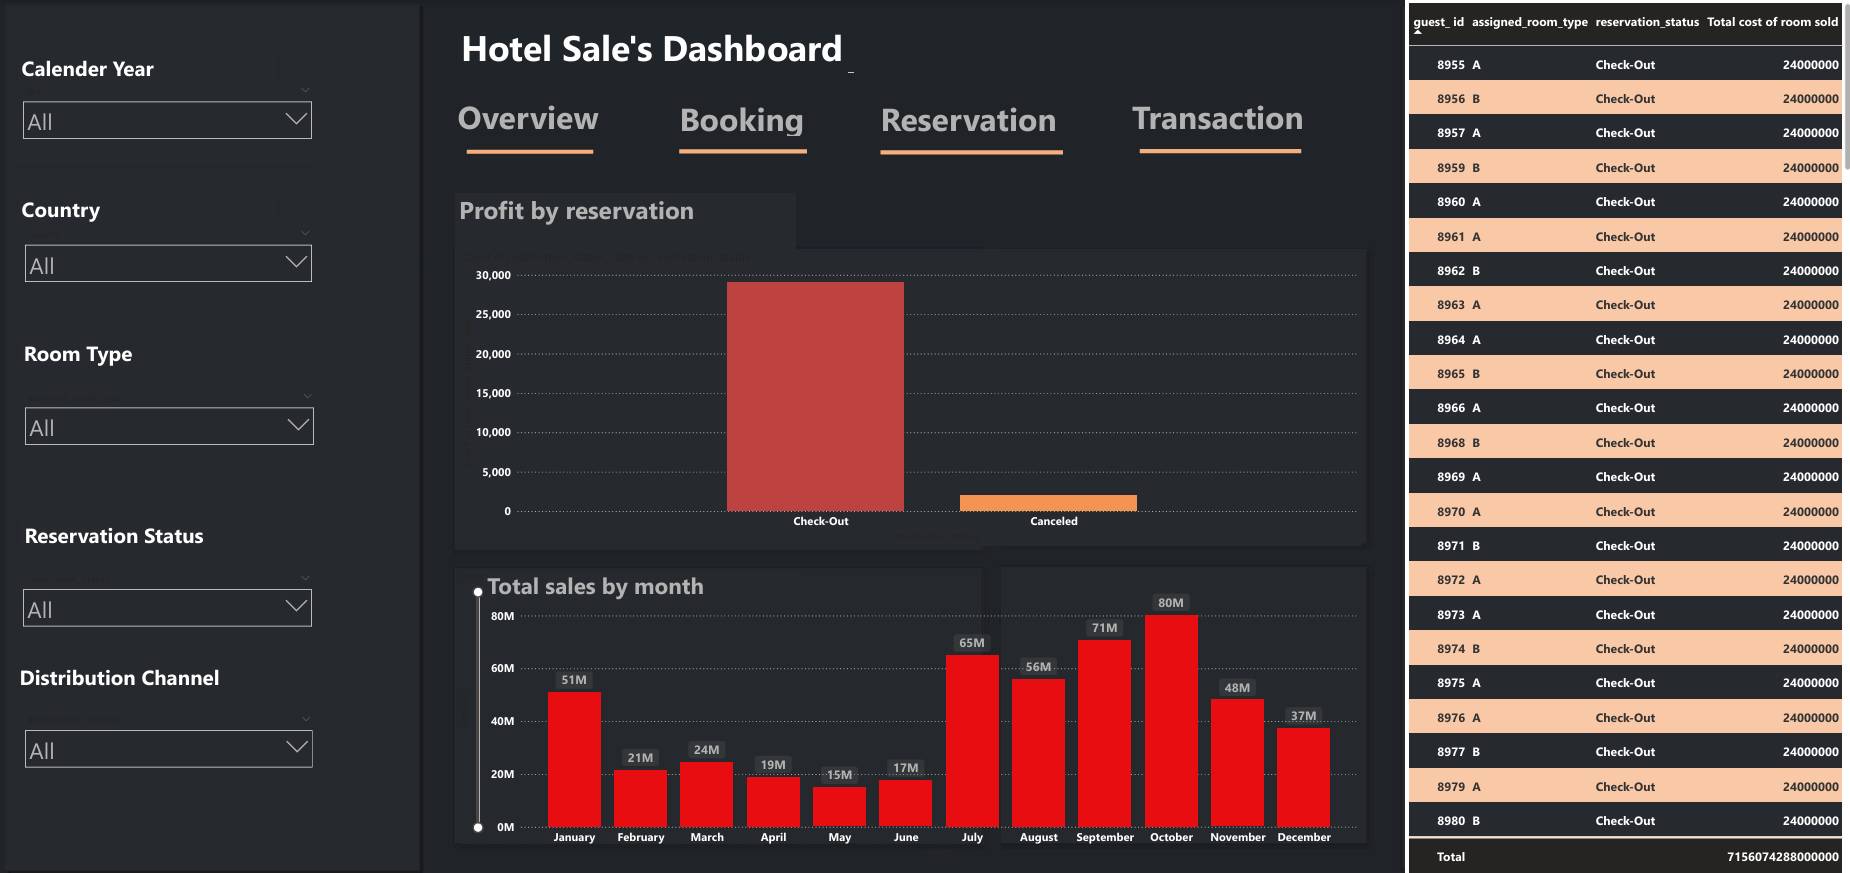 Calender Year
All
Country
All
Room Type
All
Reservation Status
All
Distribution Channel
All
Hotel Sale's Dashboard _
Overview Booking Reservation Transaction
Profit by reservation
30,000
25,000
20,000
15,000
10,000
5,000
0
Check-Out Canceled
Total sales by month
80M
60M
40M
20M
0M
51M 21M 24M 19M 15M 17M 65M 56M 71M 80M 48M 37M
January February March April May June July August September October November December
guest_id assigned_room_type reservation_status Total cost of room sold
8955 A Check-Out 24000000
8956 B Check-Out 24000000
8957 A Check-Out 24000000
8959 B Check-Out 24000000
8960 A Check-Out 24000000
8961 A Check-Out 24000000
8962 B Check-Out 24000000
8963 A Check-Out 24000000
8964 A Check-Out 24000000
8965 B Check-Out 24000000
8966 A Check-Out 24000000
8968 B Check-Out 24000000
8969 A Check-Out 24000000
8970 A Check-Out 24000000
8971 B Check-Out 24000000
8972 A Check-Out 24000000
8973 A Check-Out 24000000
8974 B Check-Out 24000000
8975 A Check-Out 24000000
8976 A Check-Out 24000000
8977 B Check-Out 24000000
8979 A Check-Out 24000000
8980 B Check-Out 24000000
Total 7156074288000000